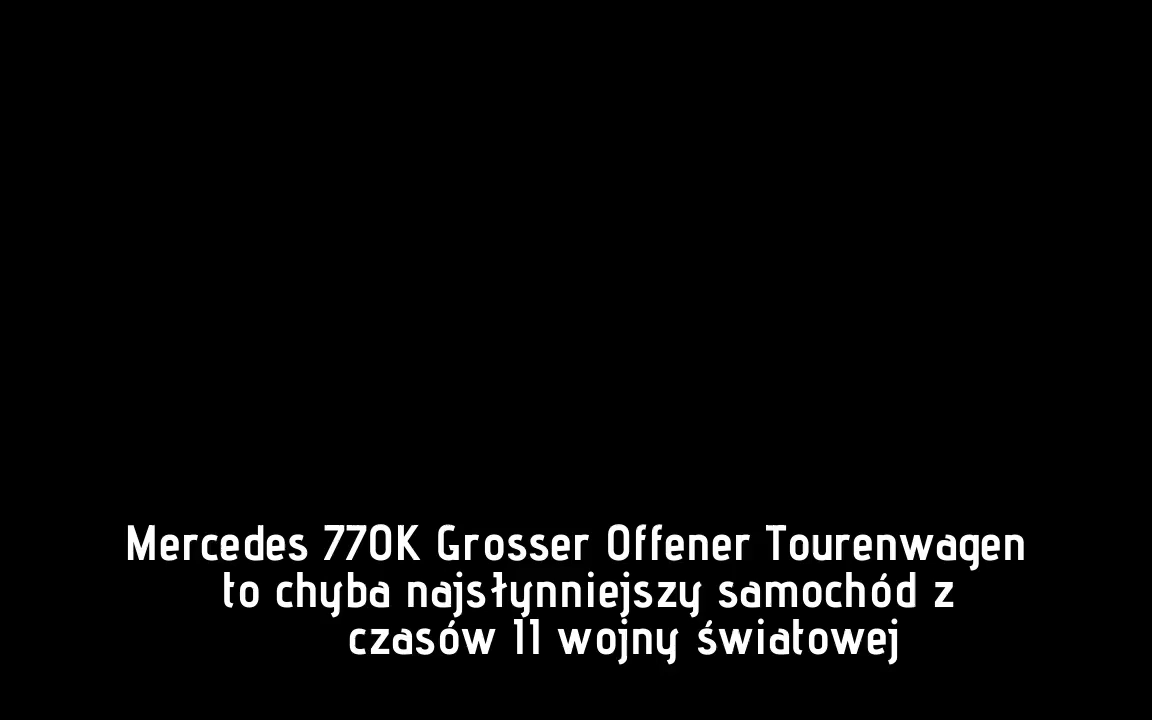 Mercedes 770K Grosser Offener Tourenwagen
to chyba najsłynniejszy samochód z
czasów II wojny światowej